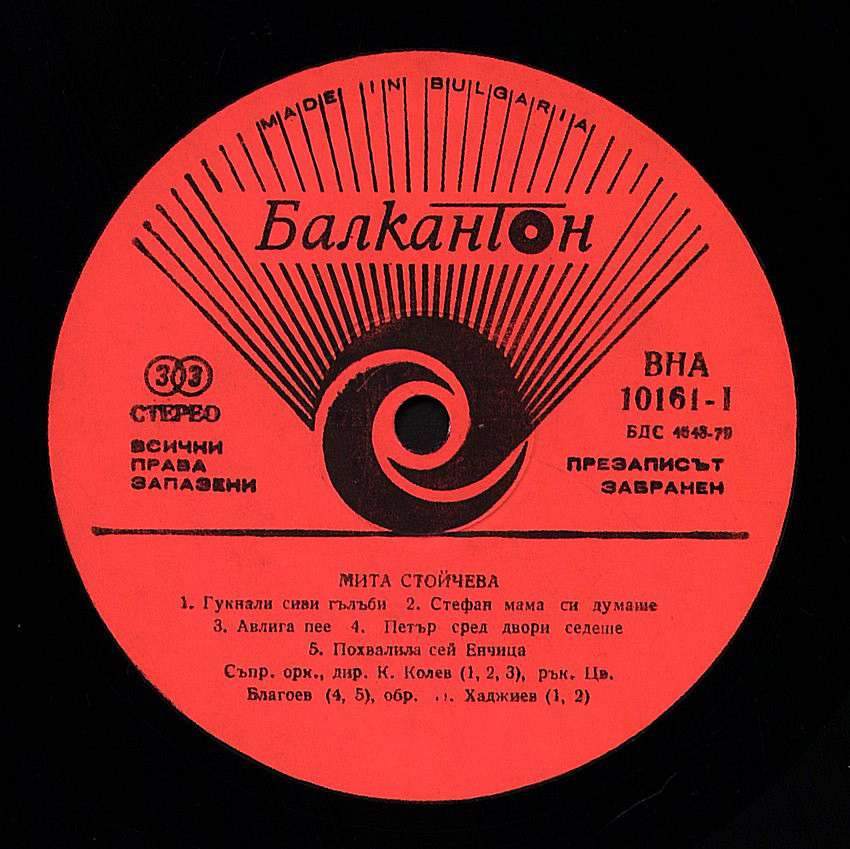 MADE IN BULGARIA
Балкантон
33
СТЕРЕО
ВСИЧКИ
ПРАВА
ЗАПАЗЕНИ
ВНА
10161-I
БДС
ПРЕЗАПИСЪТ
ЗАБРАНЕН
МИТА СТОЙЧЕВА
1. Гукнали сиви гълъби 2. Стефан мама си думаше
3. Авлига пее 4. Петър сред двори седеше
5. Похвалила сей Енчица
Съпр. орк., дир. К. Колев (1, 2, 3), рък. Цв.
Благоев (4, 5), обр. Хаджиев (1, 2)